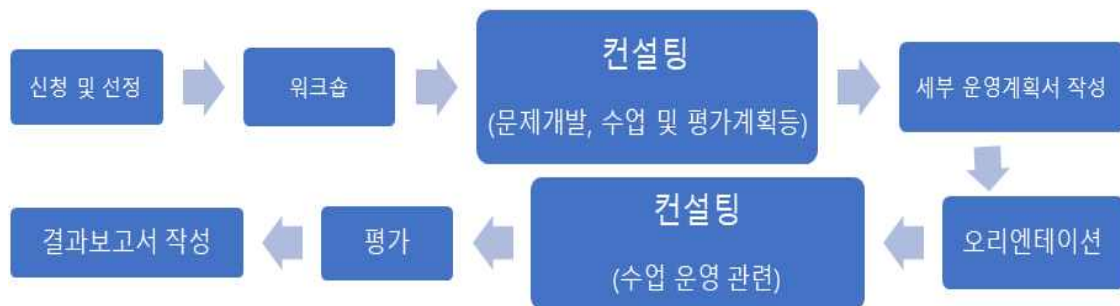 신청 및 선정
워크숍
컨설팅
(문제개발, 수업 및 평가계획등)
세부 운영계획서 작성
오리엔테이션
컨설팅
(수업 운영 관련)
평가
결과보고서 작성